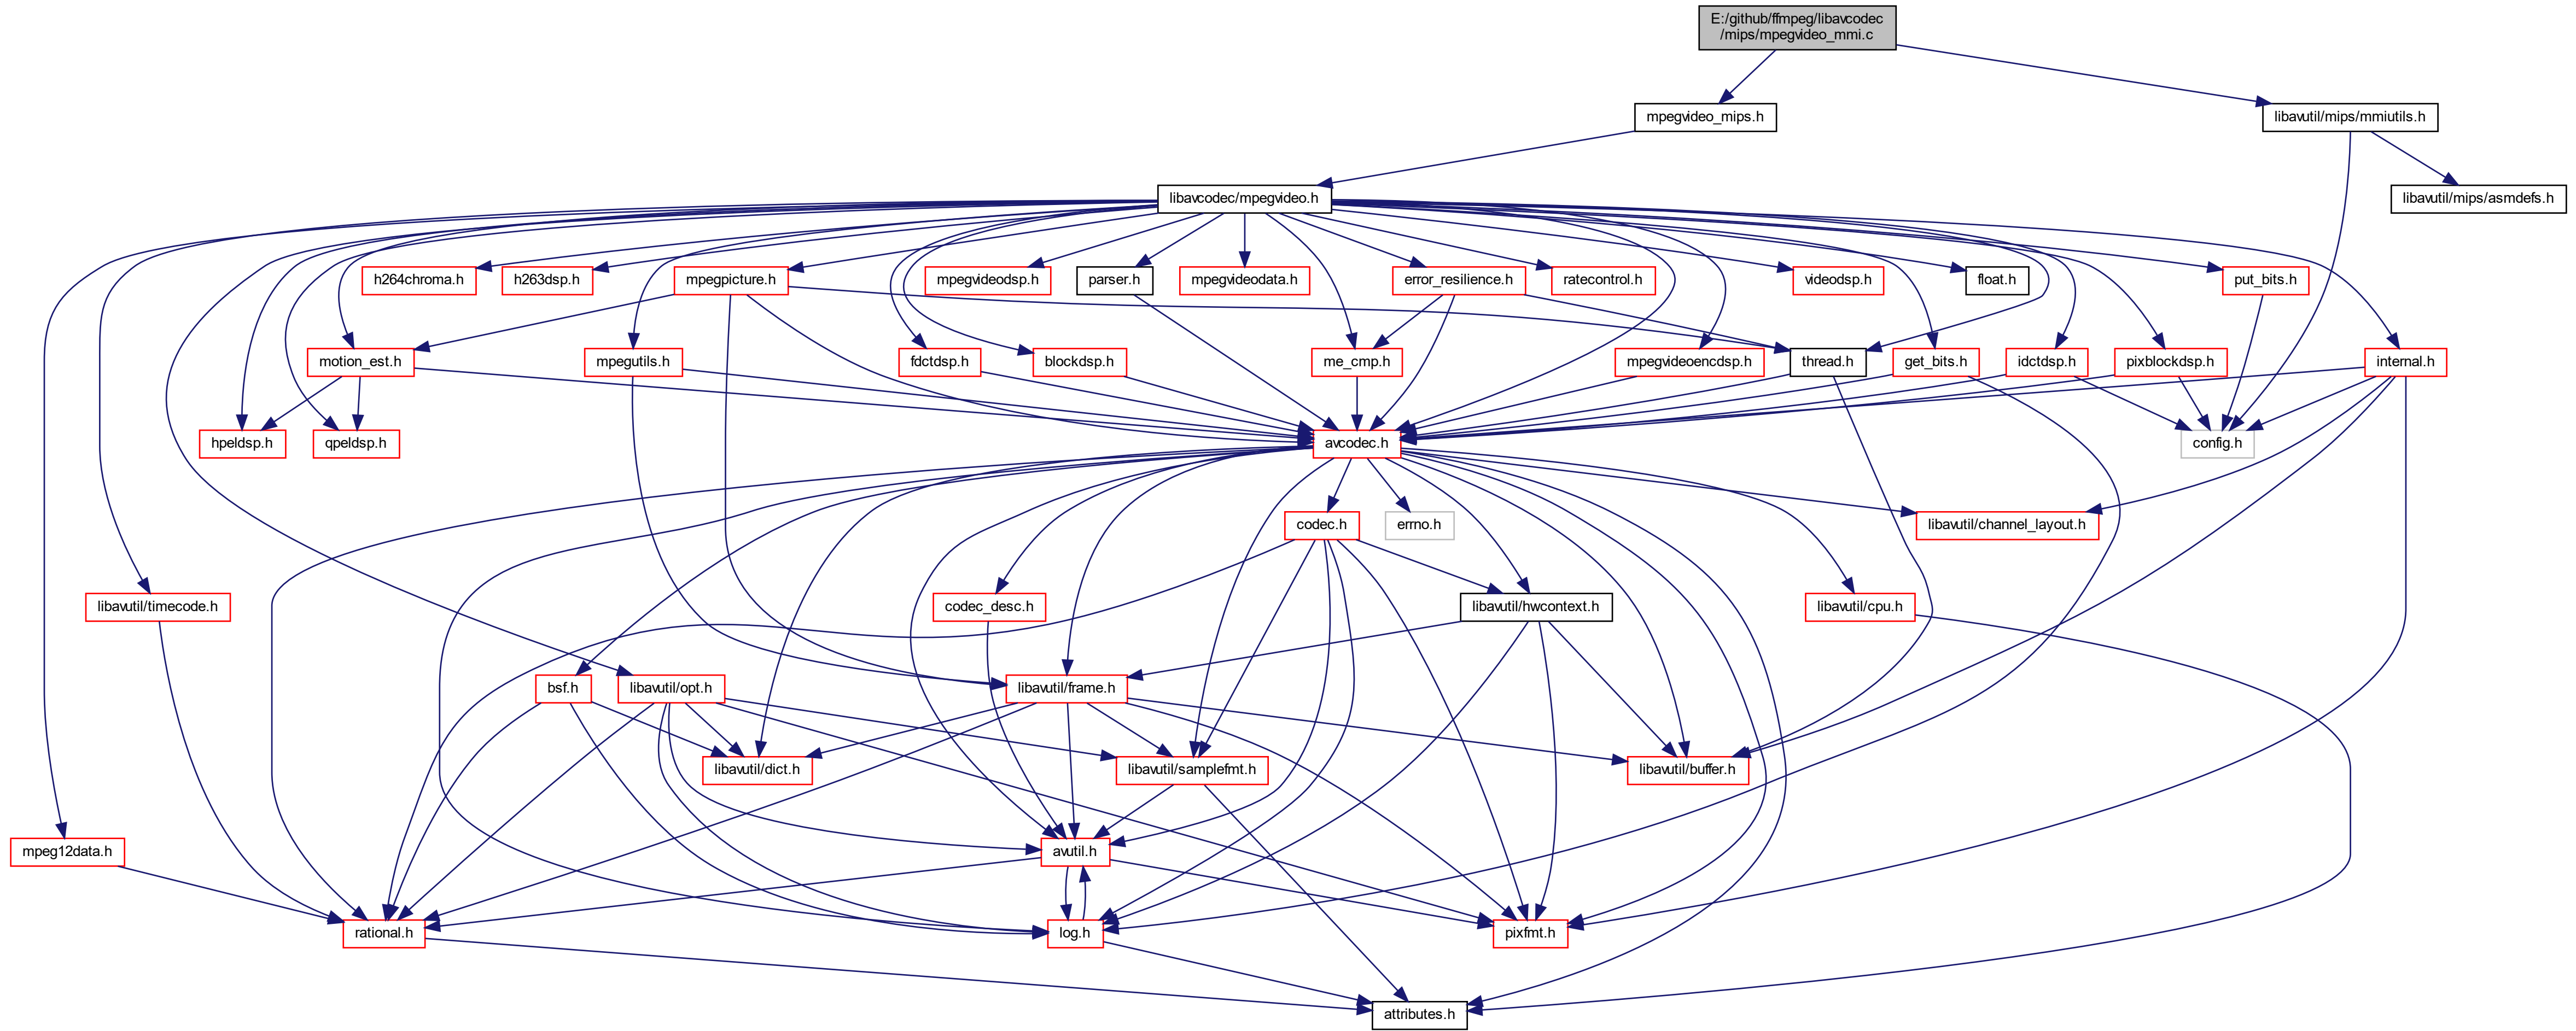 E:/github/ffmpeg/libavcodec
/mips/mpegvideo_mmi.c
mpegvideo_mips.h
libavutil/mips/mmiutils.h
libavcodec/mpegvideo.h
libavutil/mips/asmdefs.h
h264chroma.h
h263dsp.h
mpegpicture.h
mpegvideodsp.h
parser.h
mpegvideodata.h
error_resilience.h
ratecontrol.h
videodsp.h
float.h
put_bits.h
motion_est.h
mpegutils.h
fdctdsp.h
blockdsp.h
me_cmp.h
mpegvideoencdsp.h
thread.h
get_bits.h
idctdsp.h
pixblockdsp.h
internal.h
hpeldsp.h
qpeldsp.h
avcodec.h
config.h
codec.h
errno.h
libavutil/channel_layout.h
libavutil/timecode.h
codec_desc.h
libavutil/hwcontext.h
libavutil/cpu.h
bsf.h
libavutil/opt.h
libavutil/frame.h
libavutil/dict.h
libavutil/samplefmt.h
libavutil/buffer.h
mpeg12data.h
avutil.h
rational.h
log.h
pixfmt.h
attributes.h